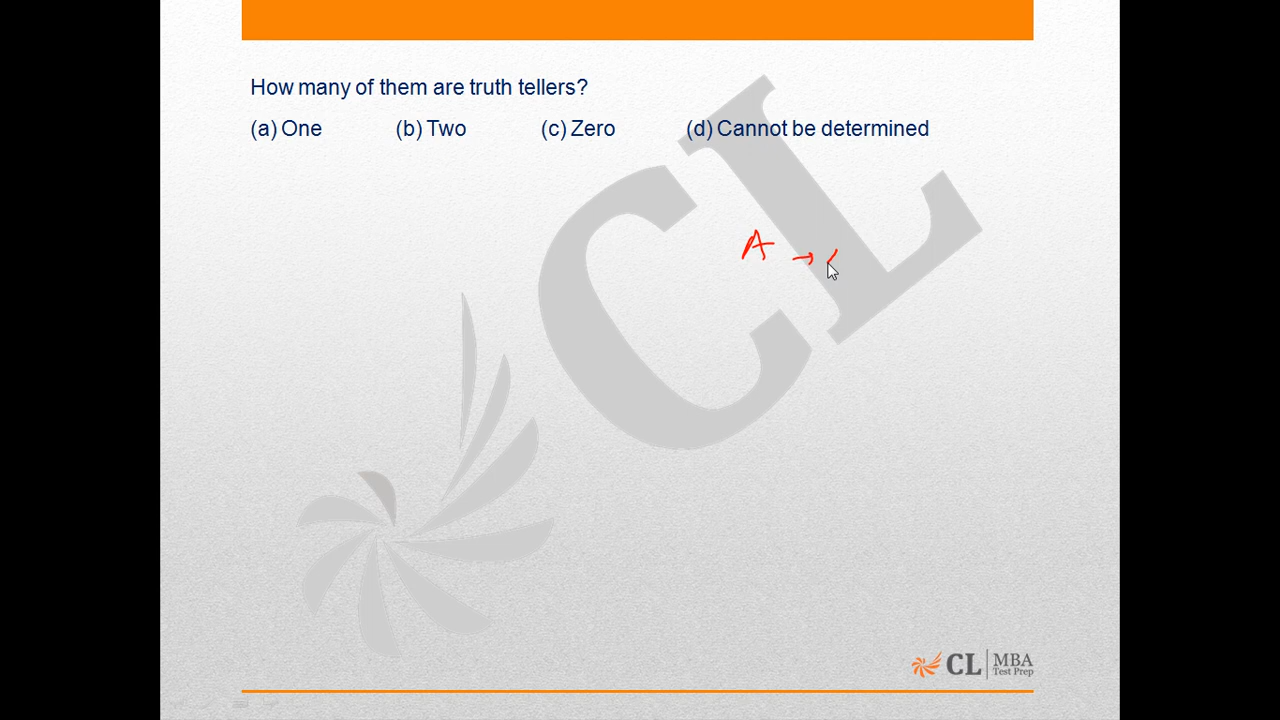 How many of them are truth tellers?
(a) One (b) Two (c) Zero (d) Cannot be determined
CL
A →
CL MBA
Test Prep